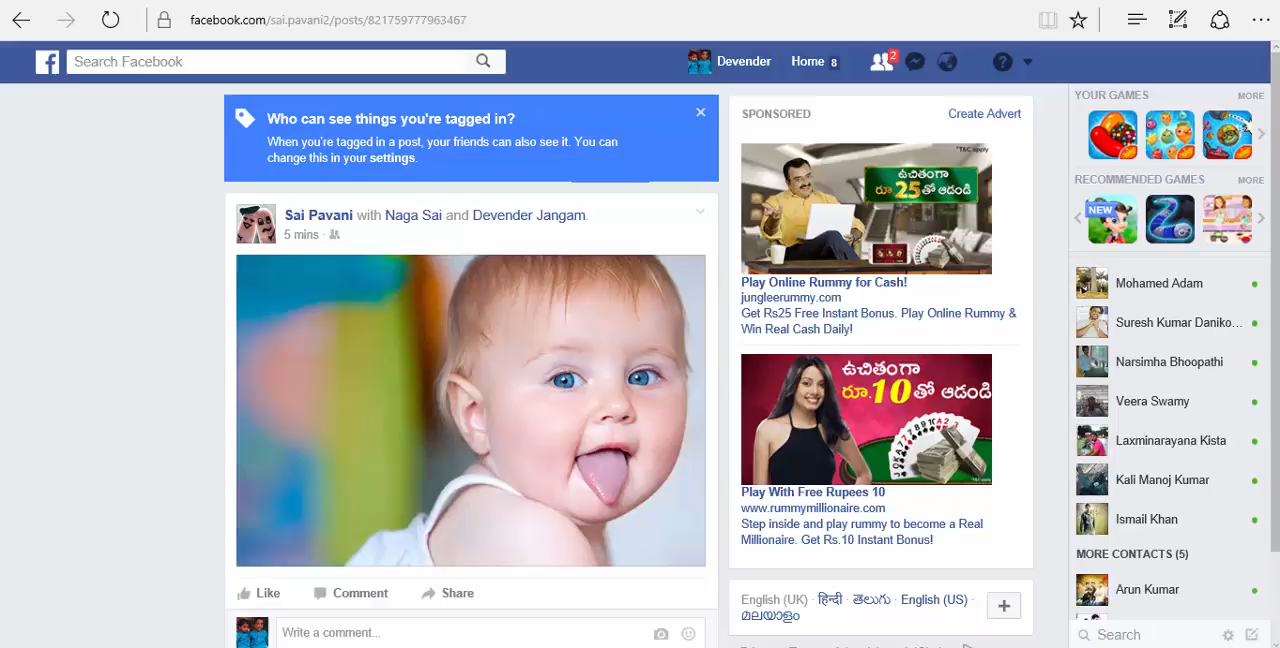 facebook.com/sai.pavani2/posts/821759777963467
Search Facebook
Devender
Home 8
2
?
Who can see things you're tagged in?
When you're tagged in a post, your friends can also see it. You can
change this in your settings.
Sai Pavani with Naga Sai and Devender Jangam.
5 mins ·
Like
Comment
Share
Write a comment...
SPONSORED
Create Advert
*T&C apply
ఉచితంగా
రూ 25తో ఆడండి
Play Online Rummy for Cash!
jungleerummy.com
Get Rs25 Free Instant Bonus. Play Online Rummy &
Win Real Cash Daily!
ఉచితంగా
రూ.10తో ఆడండి
Play With Free Rupees 10
www.rummymillionaire.com
Step inside and play rummy to become a Real
Millionaire. Get Rs.10 Instant Bonus!
English (UK) · हिन्दी · తెలుగు · English (US) ·
മലയാളം
YOUR GAMES
MORE
RECOMMENDED GAMES
MORE
NEW
Mohamed Adam
Suresh Kumar Daniko...
Narsimha Bhoopathi
Veera Swamy
Laxminarayana Kista
Kali Manoj Kumar
Ismail Khan
MORE CONTACTS (5)
Arun Kumar
Search